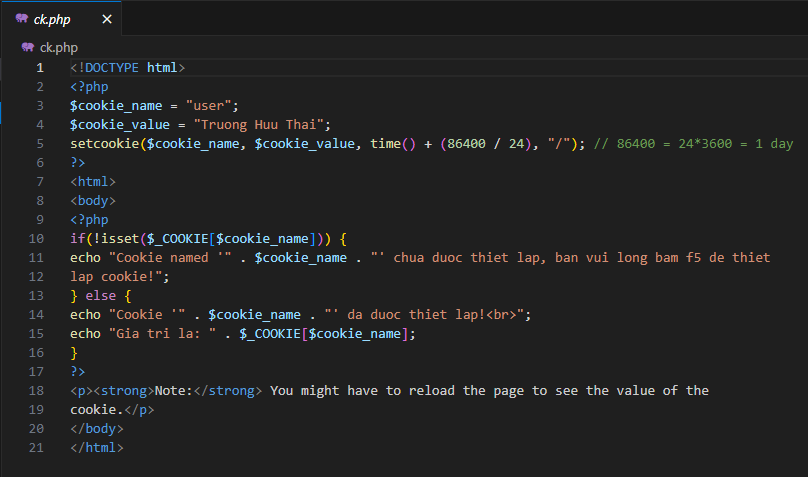 ck.php
ck.php
1 <!DOCTYPE html>
2 <?php
3 $cookie_name = "user";
4 $cookie_value = "Truong Huu Thai";
5 setcookie($cookie_name, $cookie_value, time() + (86400 / 24), "/"); // 86400 = 24*3600 = 1 day
6 ?>
7 <html>
8 <body>
9 <?php
10 if(!isset($_COOKIE[$cookie_name])) {
11 echo "Cookie named '" . $cookie_name . "' chua duoc thiet lap, ban vui long bam f5 de thiet
12 lap cookie!";
13 } else {
14 echo "Cookie '" . $cookie_name . "' da duoc thiet lap!<br>";
15 echo "Gia tri la: " . $_COOKIE[$cookie_name];
16 }
17 ?>
18 <p><strong>Note:</strong> You might have to reload the page to see the value of the
19 cookie.</p>
20 </body>
21 </html>